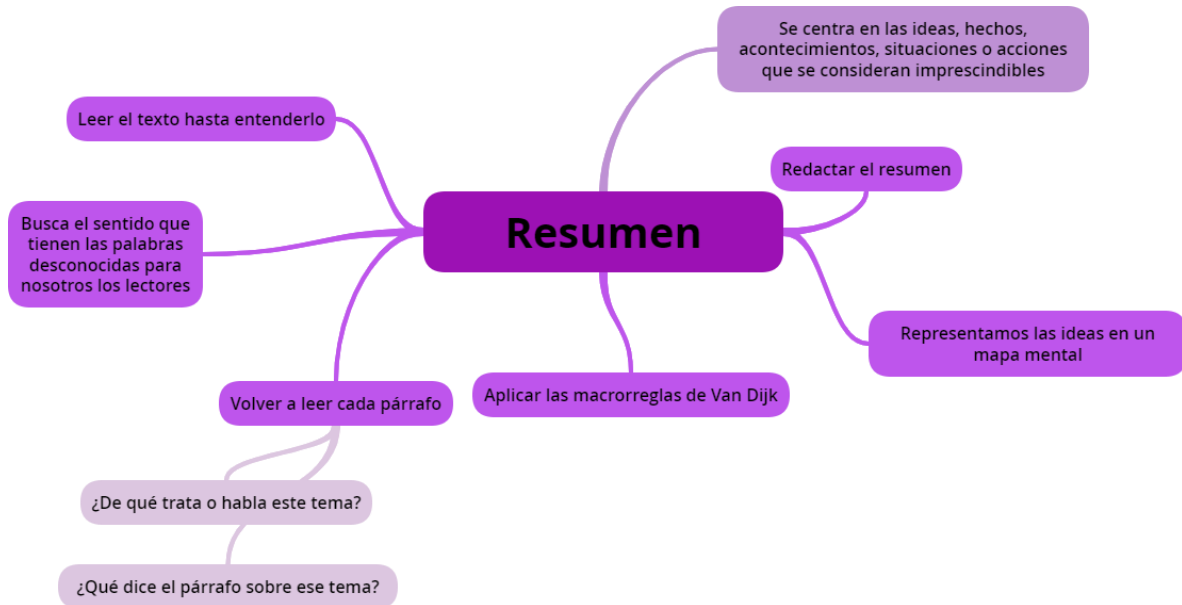 Se centra en las ideas, hechos,
acontecimientos, situaciones o acciones
que se consideran imprescindibles
Leer el texto hasta entenderlo
Redactar el resumen
Resumen
Busca el sentido que
tienen las palabras
desconocidas para
nosotros los lectores
Representamos las ideas en un
mapa mental
Volver a leer cada párrafo
Aplicar las macrorreglas de Van Dijk
¿De qué trata o habla este tema?
¿Qué dice el párrafo sobre ese tema?